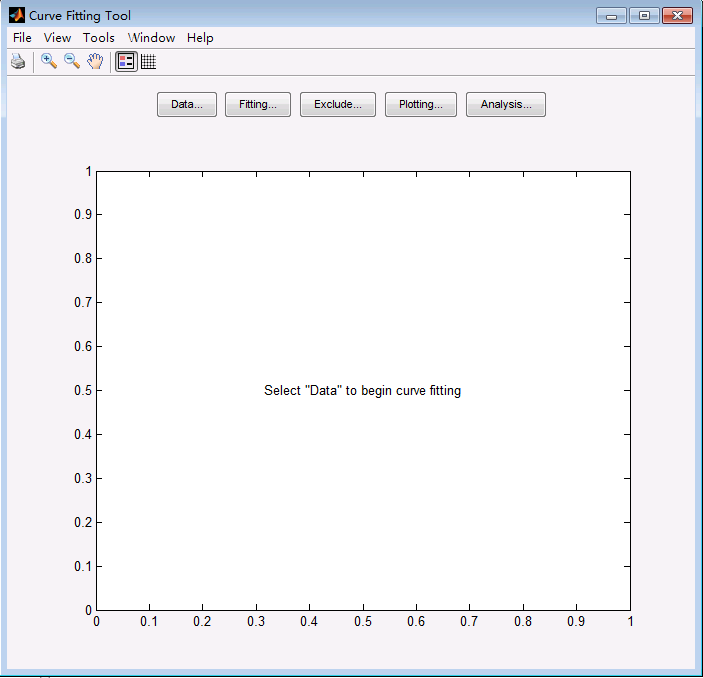 Curve Fitting Tool
File View Tools Window Help
Data... Fitting... Exclude... Plotting... Analysis...
1
0.9
0.8
0.7
0.6
0.5
Select "Data" to begin curve fitting
0.4
0.3
0.2
0.1
0
0 0.1 0.2 0.3 0.4 0.5 0.6 0.7 0.8 0.9 1